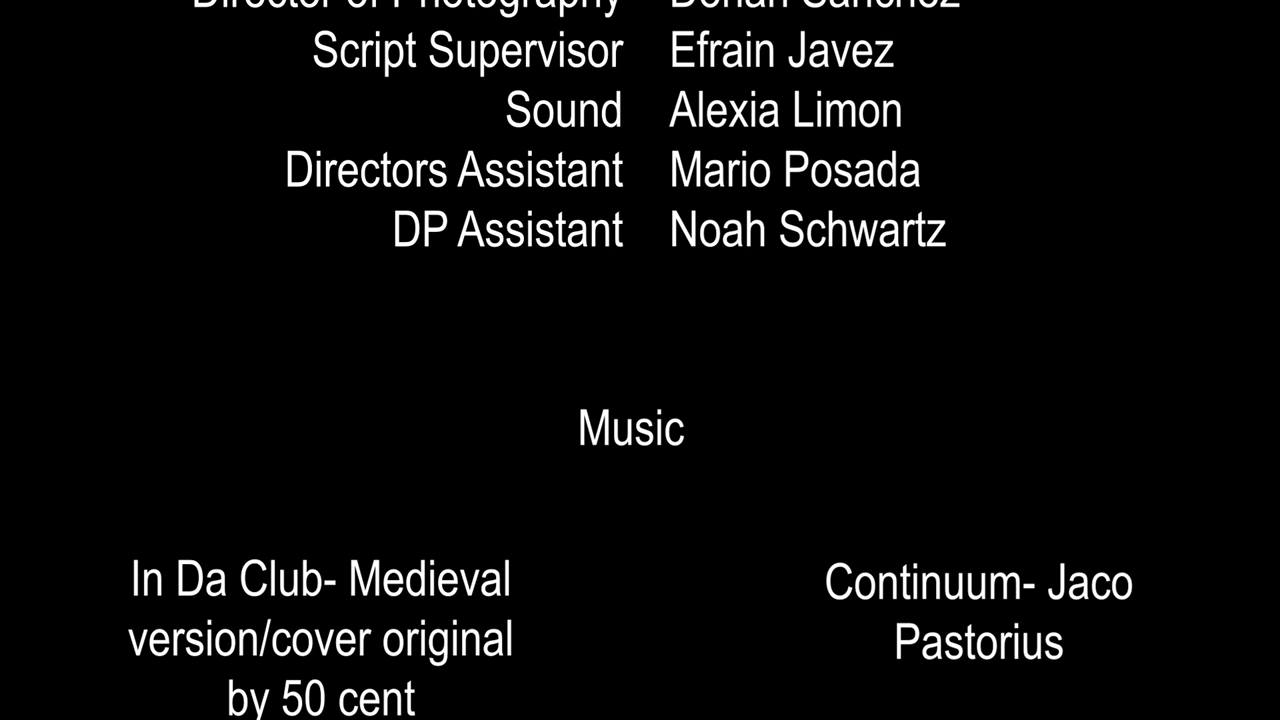 Director of Photography Dorian Sanchez
Script Supervisor Efrain Javez
Sound Alexia Limon
Directors Assistant Mario Posada
DP Assistant Noah Schwartz
Music
In Da Club- Medieval
version/cover original
by 50 cent
Continuum- Jaco
Pastorius